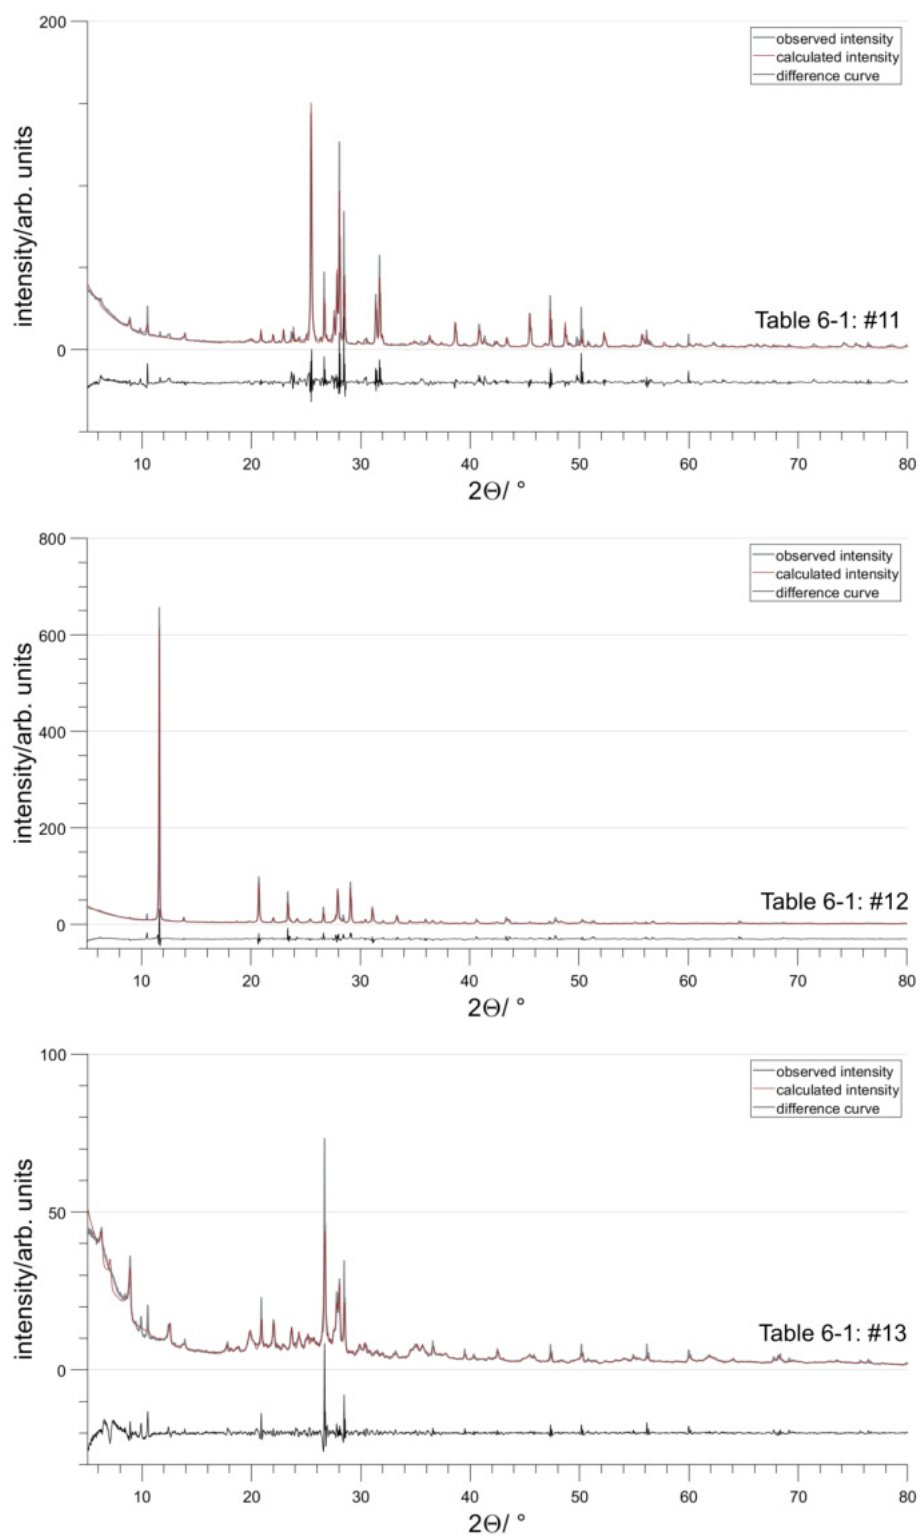 200
observed intensity
calculated intensity
difference curve
intensity/arb. units
Table 6-1: #11
0
10 20 30 40 50 60 70 80
2Θ/ °
800
observed intensity
calculated intensity
difference curve
600
intensity/arb. units
400
200
Table 6-1: #12
0
10 20 30 40 50 60 70 80
2Θ/ °
100
observed intensity
calculated intensity
difference curve
50
intensity/arb. units
Table 6-1: #13
0
10 20 30 40 50 60 70 80
2Θ/ °